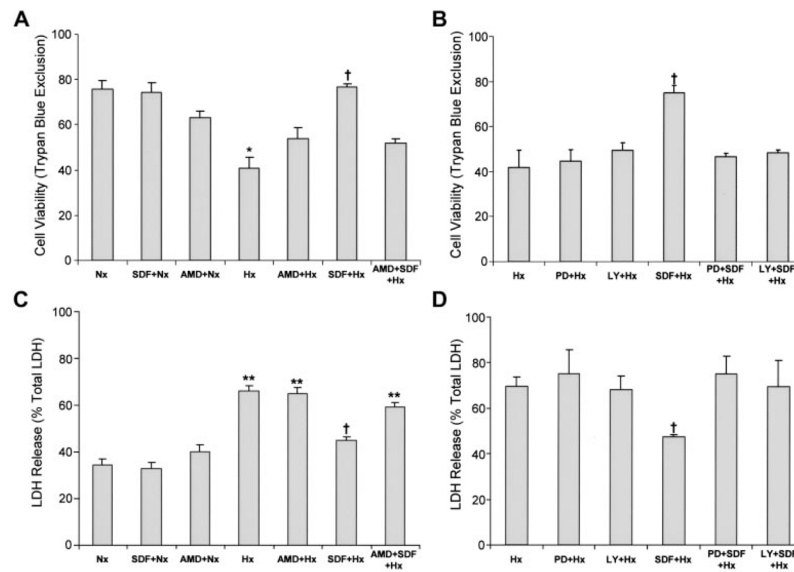 A
Cell Viability (Trypan Blue Exclusion)
100
80
60
40
20
0
*
†
Nx SDF+Nx AMD+Nx Hx AMD+Hx SDF+Hx AMD+SDF
+Hx
B
Cell Viability (Trypan Blue Exclusion)
100
80
60
40
20
0
†
Hx PD+Hx LY+Hx SDF+Hx PD+SDF LY+SDF
+Hx +Hx
C
LDH Release (% Total LDH)
100
80
60
40
20
0
** ** † **
Nx SDF+Nx AMD+Nx Hx AMD+Hx SDF+Hx AMD+SDF
+Hx
D
LDH Release (% Total LDH)
100
80
60
40
20
0
†
Hx PD+Hx LY+Hx SDF+Hx PD+SDF LY+SDF
+Hx +Hx